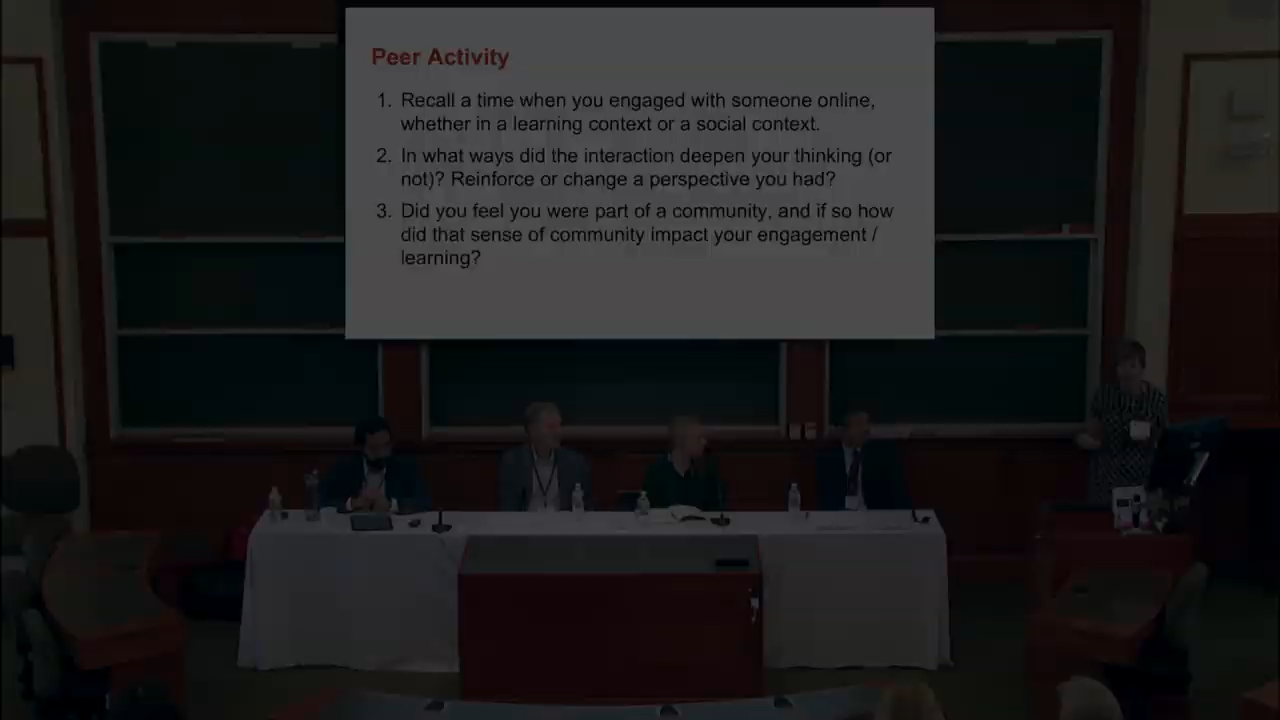 Peer Activity
1. Recall a time when you engaged with someone online,
whether in a learning context or a social context.
2. In what ways did the interaction deepen your thinking (or
not)? Reinforce or change a perspective you had?
3. Did you feel you were part of a community, and if so how
did that sense of community impact your engagement /
learning?